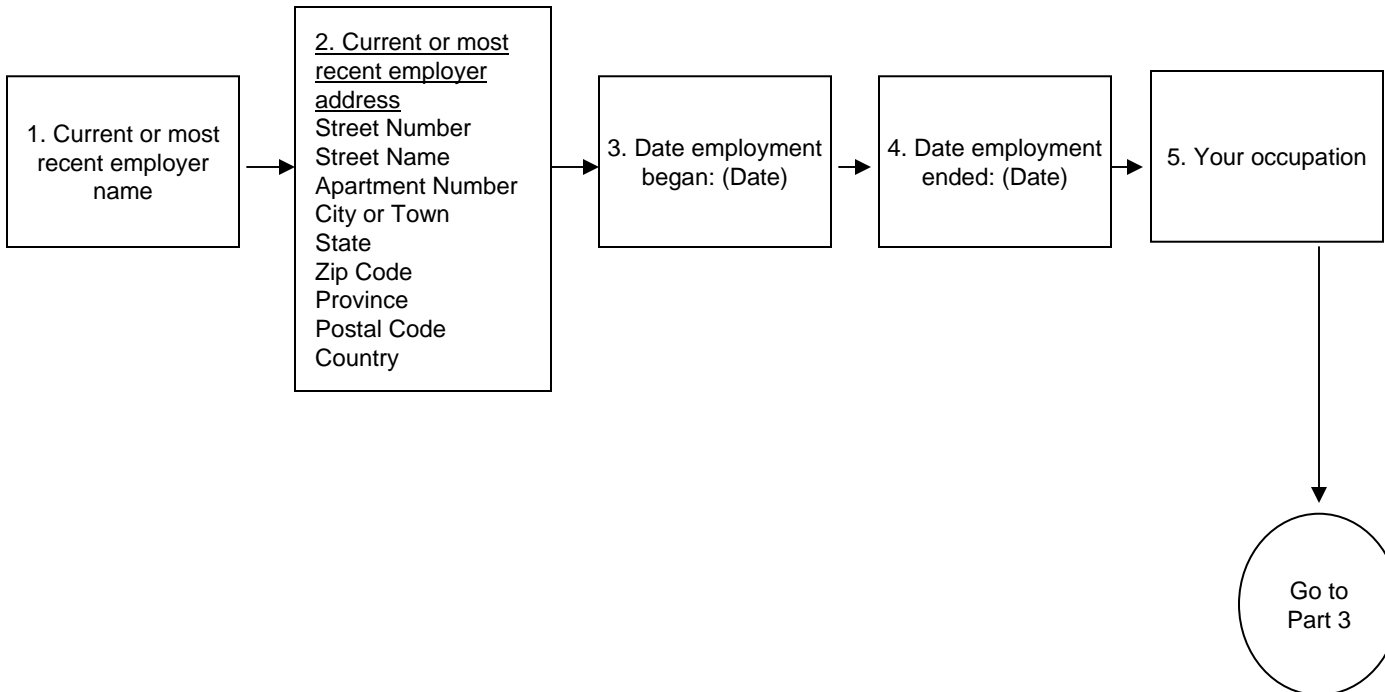 1. Current or most
recent employer
name
2. Current or most
recent employer
address
Street Number
Street Name
Apartment Number
City or Town
State
Zip Code
Province
Postal Code
Country
3. Date employment
began: (Date)
4. Date employment
ended: (Date)
5. Your occupation
Go to
Part 3